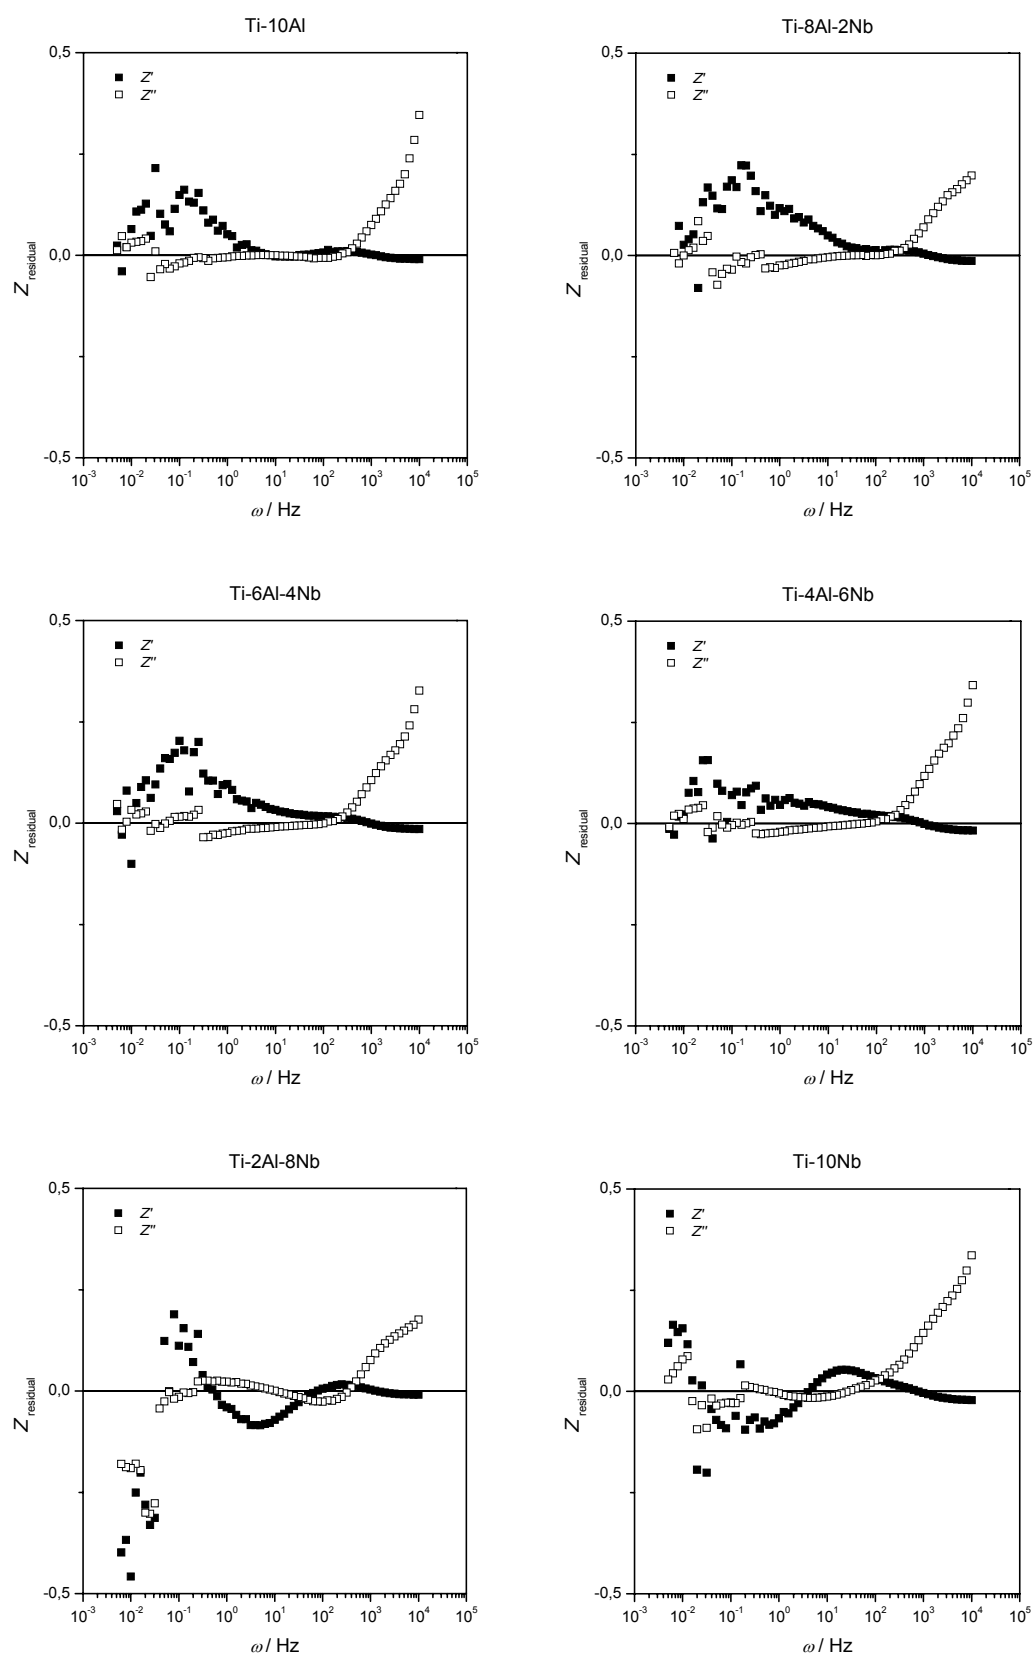 Ti-10Al
0,5
Z'
Z''
0,0
-0,5
Z residual
10⁻³ 10⁻² 10⁻¹ 10⁰ 10¹ 10² 10³ 10⁴ 10⁵
ω / Hz
Ti-8Al-2Nb
0,5
Z'
Z''
0,0
-0,5
Z residual
10⁻³ 10⁻² 10⁻¹ 10⁰ 10¹ 10² 10³ 10⁴ 10⁵
ω / Hz
Ti-6Al-4Nb
0,5
Z'
Z''
0,0
-0,5
Z residual
10⁻³ 10⁻² 10⁻¹ 10⁰ 10¹ 10² 10³ 10⁴ 10⁵
ω / Hz
Ti-4Al-6Nb
0,5
Z'
Z''
0,0
-0,5
Z residual
10⁻³ 10⁻² 10⁻¹ 10⁰ 10¹ 10² 10³ 10⁴ 10⁵
ω / Hz
Ti-2Al-8Nb
0,5
Z'
Z''
0,0
-0,5
Z residual
10⁻³ 10⁻² 10⁻¹ 10⁰ 10¹ 10² 10³ 10⁴ 10⁵
ω / Hz
Ti-10Nb
0,5
Z'
Z''
0,0
-0,5
Z residual
10⁻³ 10⁻² 10⁻¹ 10⁰ 10¹ 10² 10³ 10⁴ 10⁵
ω / Hz